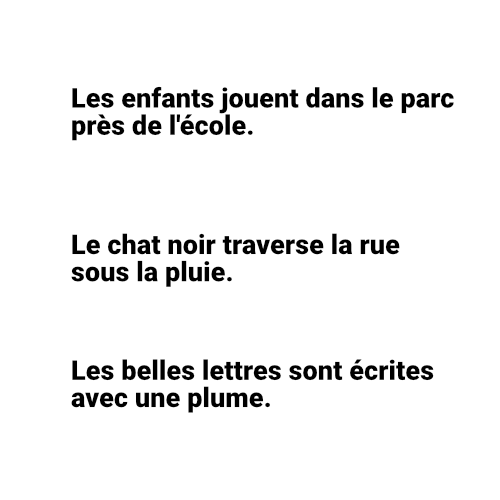 Les enfants jouent dans le parc
près de l'école.
Le chat noir traverse la rue
sous la pluie.
Les belles lettres sont écrites
avec une plume.